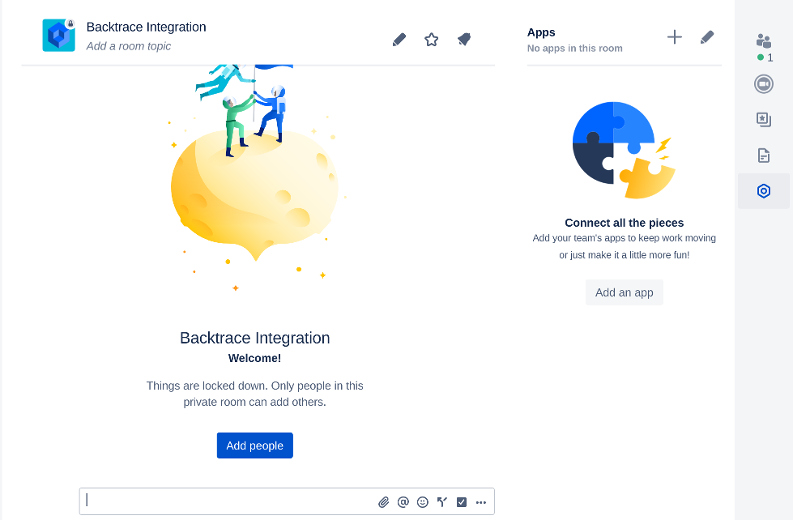 Backtrace Integration
Add a room topic
Apps
No apps in this room
1
Connect all the pieces
Add your team's apps to keep work moving
or just make it a little more fun!
Add an app
Backtrace Integration
Welcome!
Things are locked down. Only people in this
private room can add others.
Add people